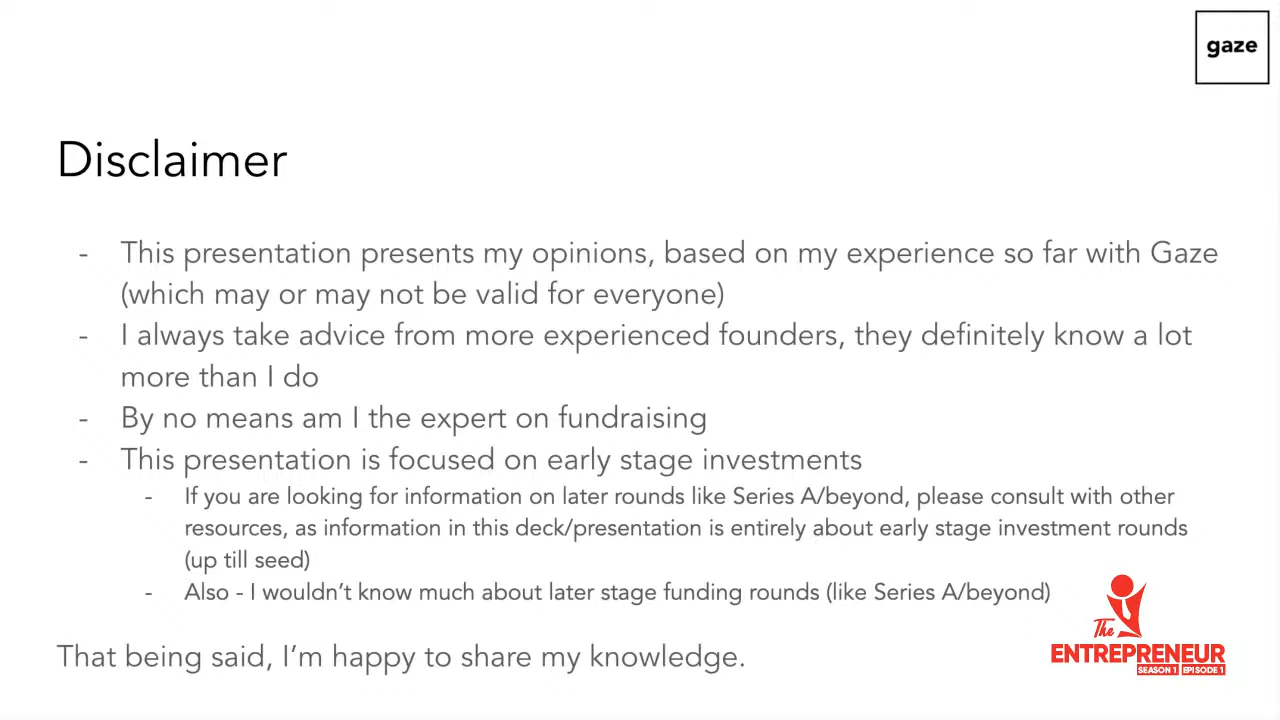 gaze
Disclaimer
- This presentation presents my opinions, based on my experience so far with Gaze
(which may or may not be valid for everyone)
- I always take advice from more experienced founders, they definitely know a lot
more than I do
- By no means am I the expert on fundraising
- This presentation is focused on early stage investments
- If you are looking for information on later rounds like Series A/beyond, please consult with other
resources, as information in this deck/presentation is entirely about early stage investment rounds
(up till seed)
- Also - I wouldn’t know much about later stage funding rounds (like Series A/beyond)
That being said, I’m happy to share my knowledge.
The
ENTREPRENEUR
SEASON 1 EPISODE 1